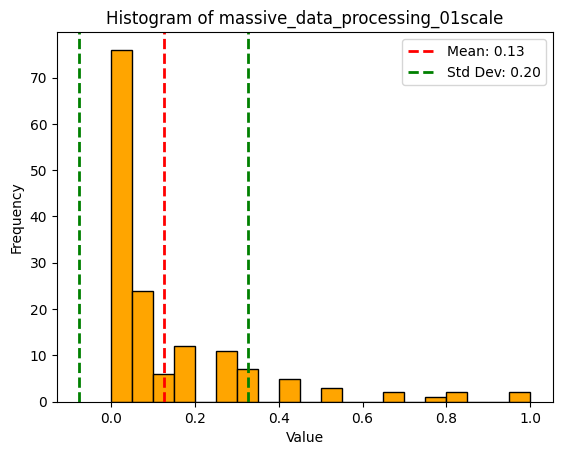 Histogram of massive_data_processing_01scale
Mean: 0.13
Std Dev: 0.20
Frequency
70
60
50
40
30
20
10
0
0.0 0.2 0.4 0.6 0.8 1.0
Value